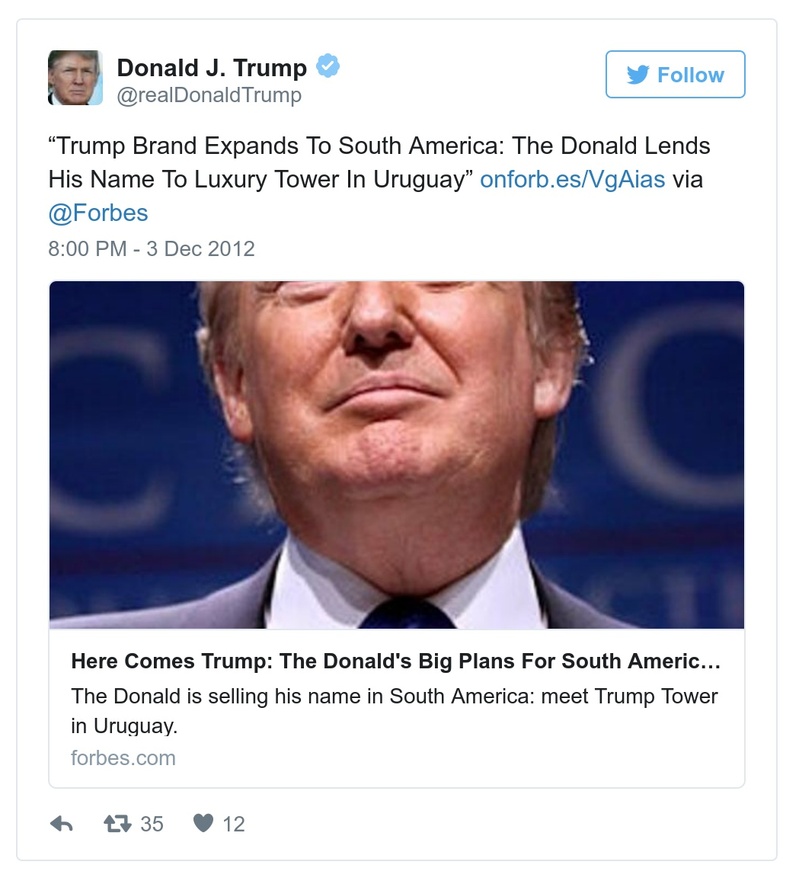 Donald J. Trump
@realDonaldTrump
Follow
“Trump Brand Expands To South America: The Donald Lends
His Name To Luxury Tower In Uruguay” onforb.es/VgAias via
@Forbes
8:00 PM - 3 Dec 2012
Here Comes Trump: The Donald's Big Plans For South Americ…
The Donald is selling his name in South America: meet Trump Tower
in Uruguay.
forbes.com
35
12